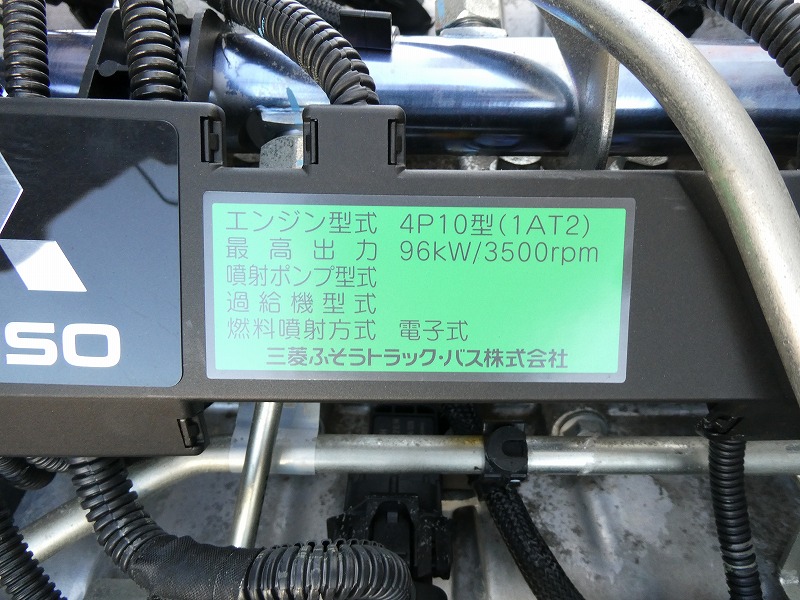 エンジン型式 4P10型(1AT2)
最高出力 96kW/3500rpm
噴射ポンプ型式
過給機型式
燃料噴射方式 電子式
三菱ふそうトラック・バス株式会社
SO